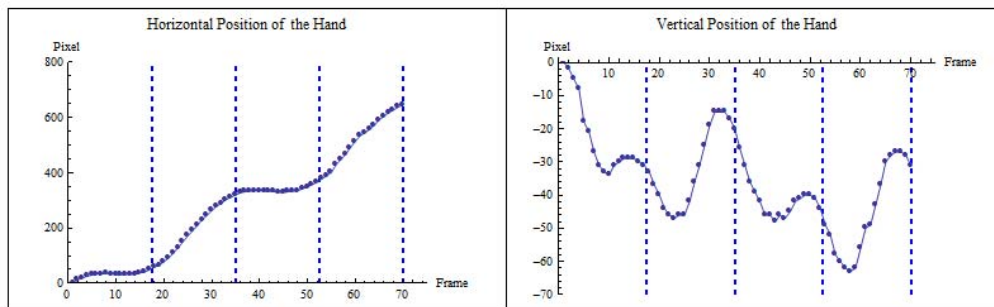 Horizontal Position of the Hand
Pixel
800
600
400
200
0
0 10 20 30 40 50 60 70
Frame
Vertical Position of the Hand
Pixel
0
10 20 30 40 50 60 70
Frame
−10
−20
−30
−40
−50
−60
−70